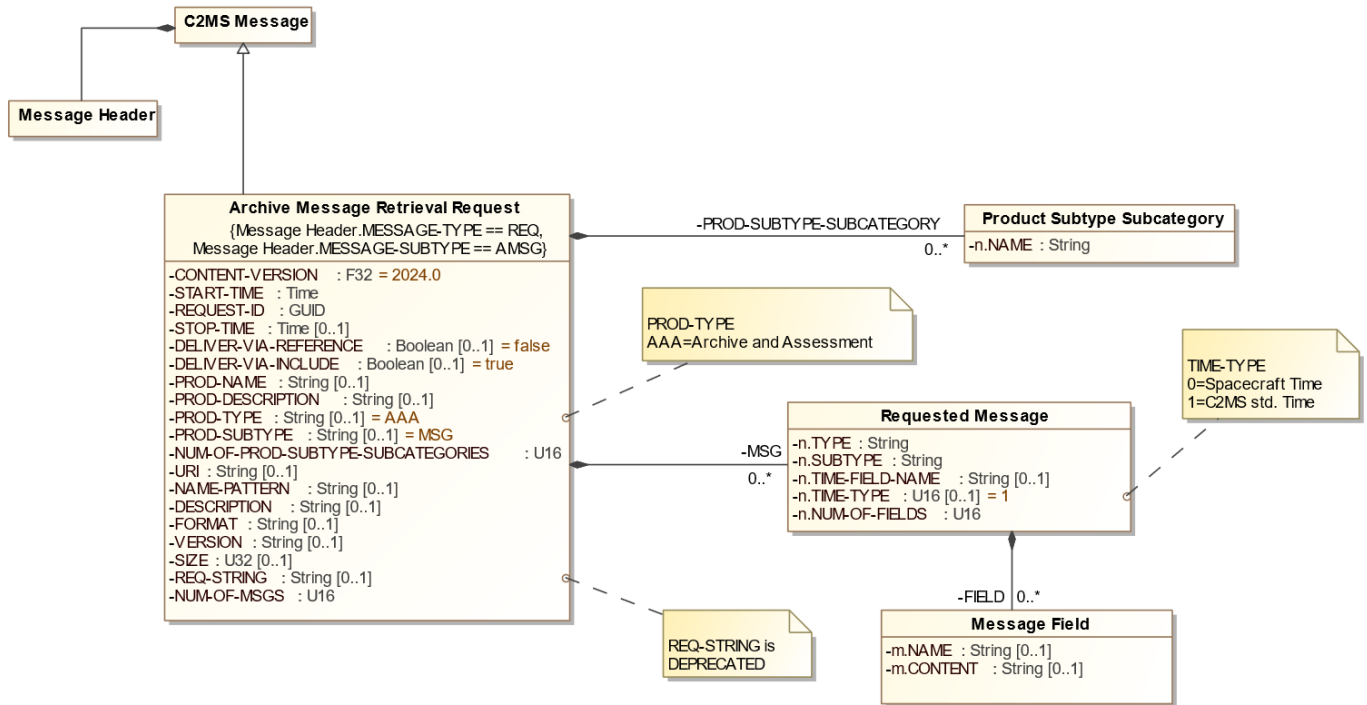 C2MS Message
Message Header
Archive Message Retrieval Request
{Message Header.MESSAGE-TYPE == REQ,
Message Header.MESSAGE-SUBTYPE == AMSG}
-CONTENT-VERSION : F32 = 2024.0
-START-TIME : Time
-REQUEST-ID : GUID
-STOP-TIME : Time [0..1]
-DELIVER-VIA-REFERENCE : Boolean [0..1] = false
-DELIVER-VIA-INCLUDE : Boolean [0..1] = true
-PROD-NAME : String [0..1]
-PROD-DESCRIPTION : String [0..1]
-PROD-TYPE : String [0..1] = AAA
-PROD-SUBTYPE : String [0..1] = MSG
-NUM-OF-PROD-SUBTYPE-SUBCATEGORIES : U16
-URI : String [0..1]
-NAME-PATTERN : String [0..1]
-DESCRIPTION : String [0..1]
-FORMAT : String [0..1]
-VERSION : String [0..1]
-SIZE : U32 [0..1]
-REQ-STRING : String [0..1]
-NUM-OF-MSGS : U16
-PROD-SUBTYPE-SUBCATEGORY
0..*
Product Subtype Subcategory
-n.NAME : String
PROD-TYPE
AAA=Archive and Assessment
TIME-TYPE
0=Spacecraft Time
1=C2MS std. Time
-MSG
0..*
Requested Message
-n.TYPE : String
-n.SUBTYPE : String
-n.TIME-FIELD-NAME : String [0..1]
-n.TIME-TYPE : U16 [0..1] = 1
-n.NUM-OF-FIELDS : U16
-FIELD 0..*
Message Field
-m.NAME : String [0..1]
-m.CONTENT : String [0..1]
REQ-STRING is
DEPRECATED